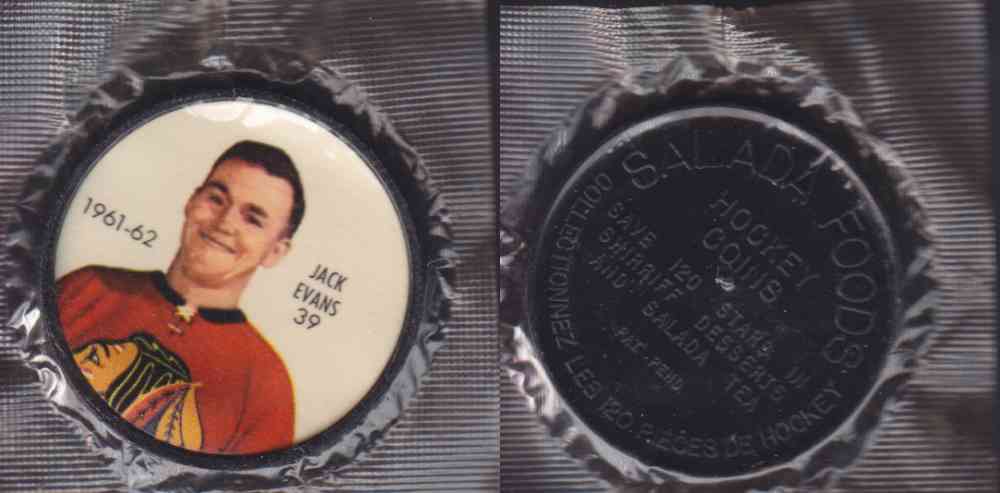 1961-62
JACK
EVANS
39
SALADA FOODS
HOCKEY
COINS
SAVE 120 STARS IN
SHIRRIFF DESSERTS
AND SALADA TEA
PAT. PEND
COLLECTIONNEZ LES 120 PIÈCES DE HOCKEY